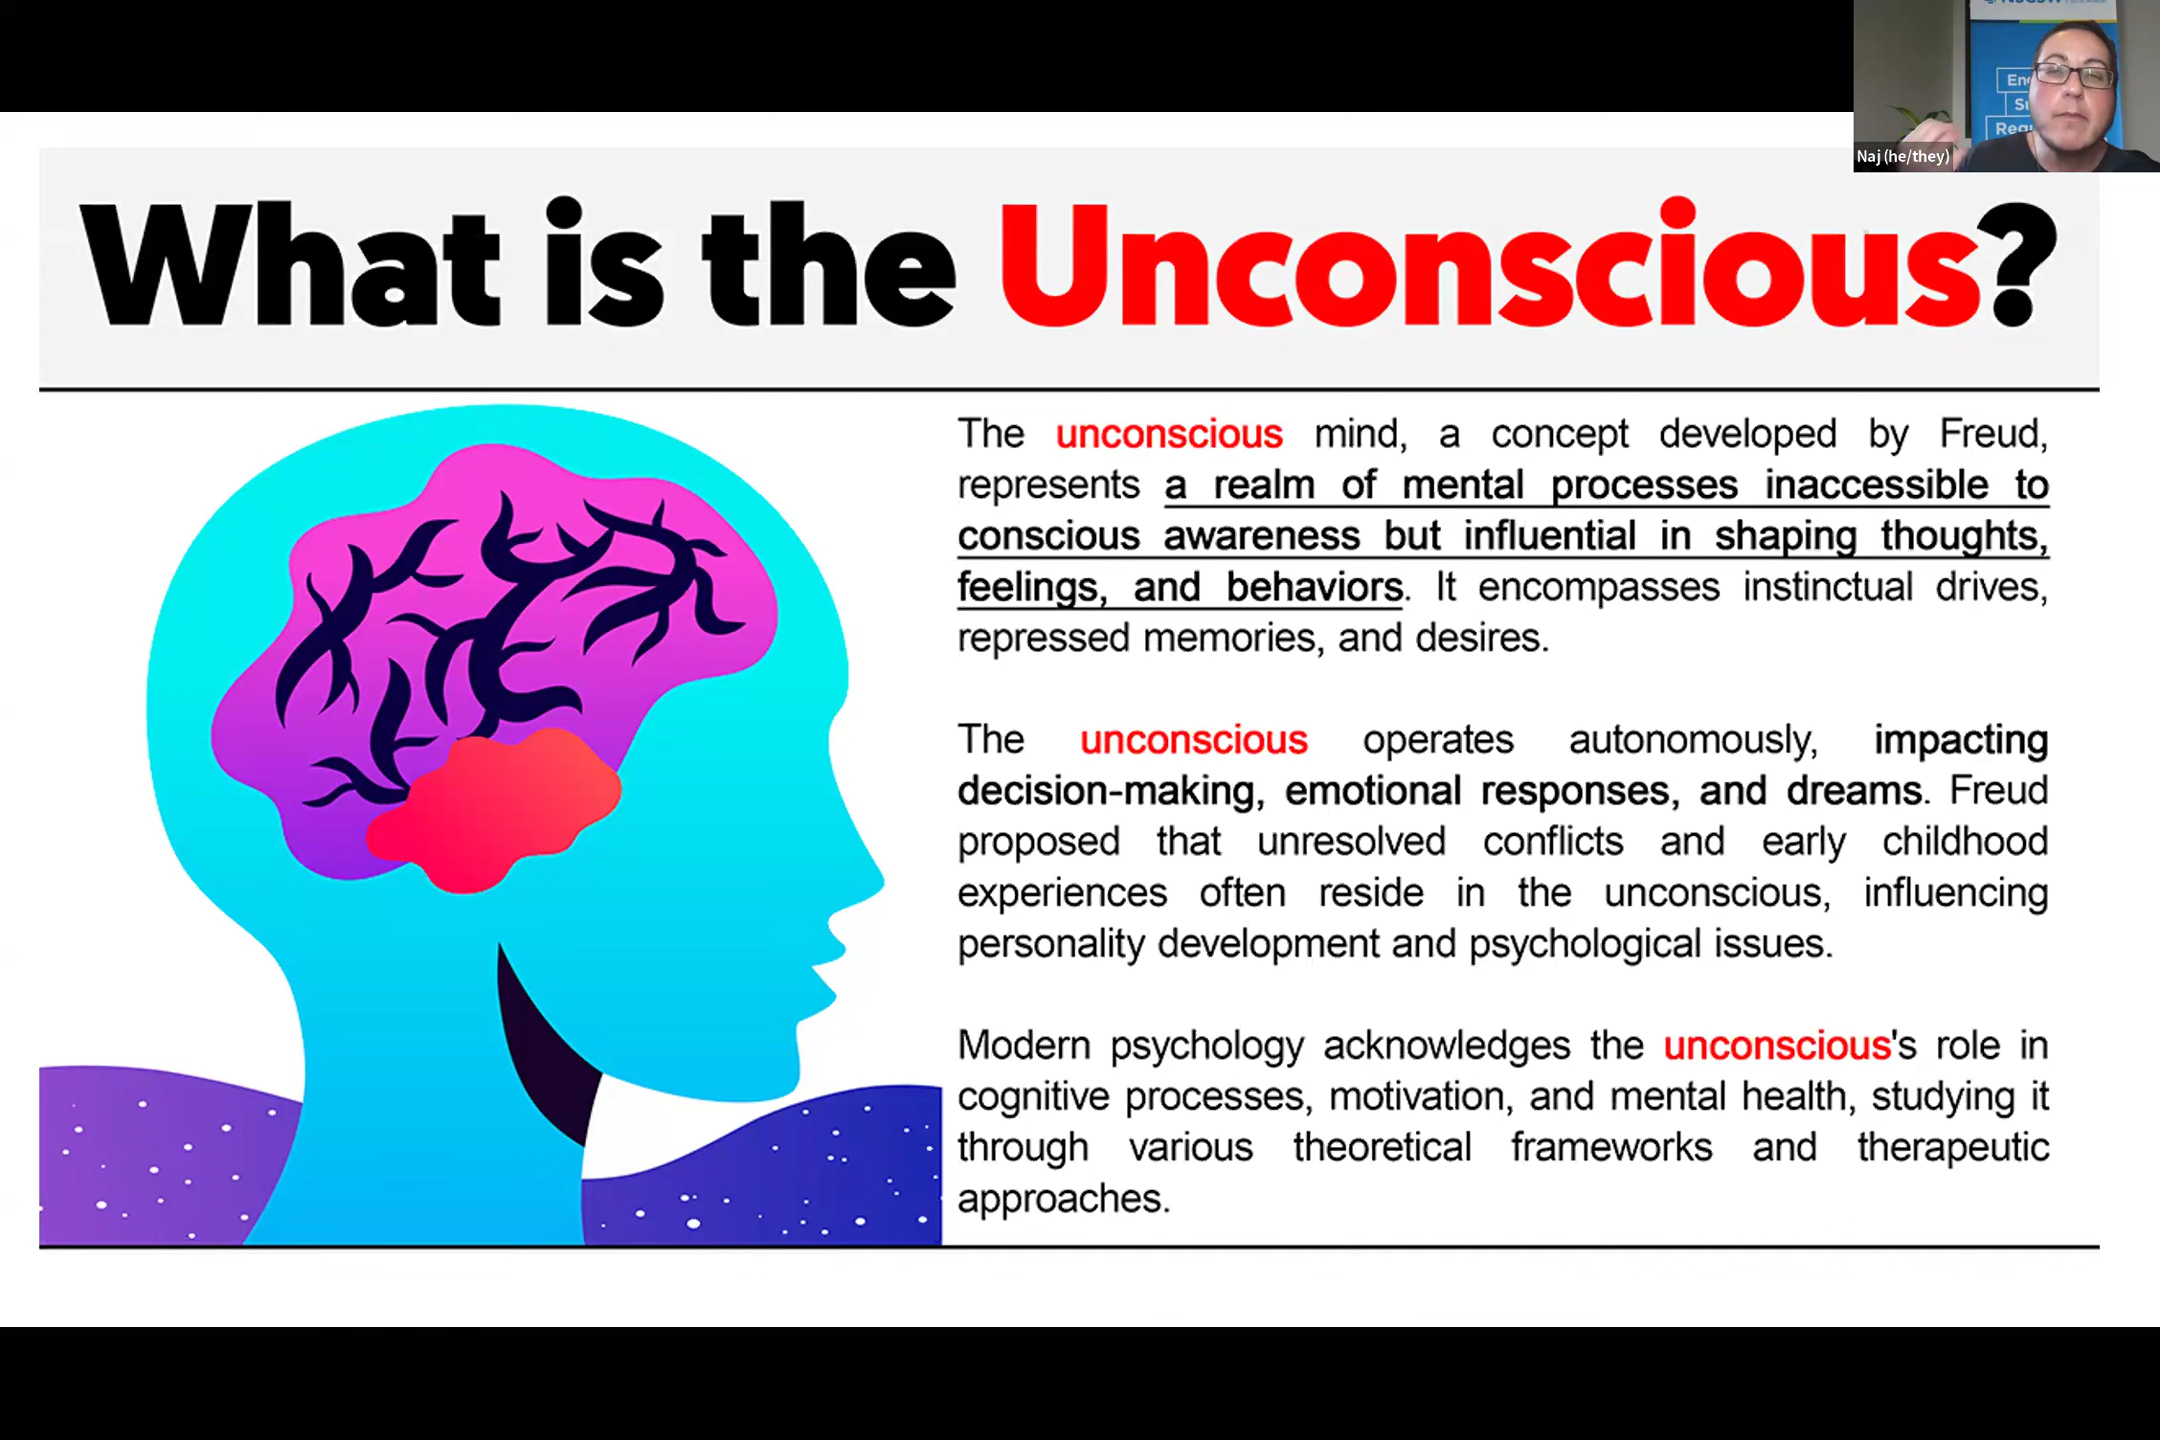 What is the Unconscious?
Naj (he/they)
The unconscious mind, a concept developed by Freud,
represents a realm of mental processes inaccessible to
conscious awareness but influential in shaping thoughts,
feelings, and behaviors. It encompasses instinctual drives,
repressed memories, and desires.
The unconscious operates autonomously, impacting
decision-making, emotional responses, and dreams. Freud
proposed that unresolved conflicts and early childhood
experiences often reside in the unconscious, influencing
personality development and psychological issues.
Modern psychology acknowledges the unconscious's role in
cognitive processes, motivation, and mental health, studying it
through various theoretical frameworks and therapeutic
approaches.